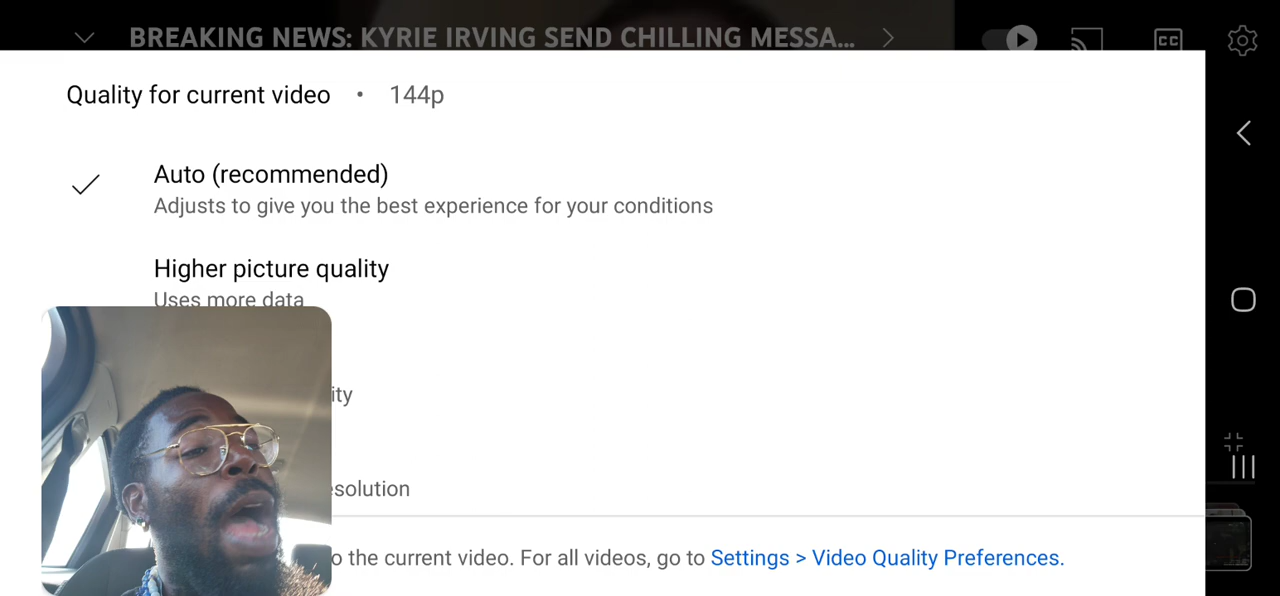 BREAKING NEWS: KYRIE IRVING SEND CHILLING MESSA...
CC
Quality for current video • 144p
Auto (recommended)
Adjusts to give you the best experience for your conditions
Higher picture quality
Uses more data
the current video. For all videos, go to Settings > Video Quality Preferences.